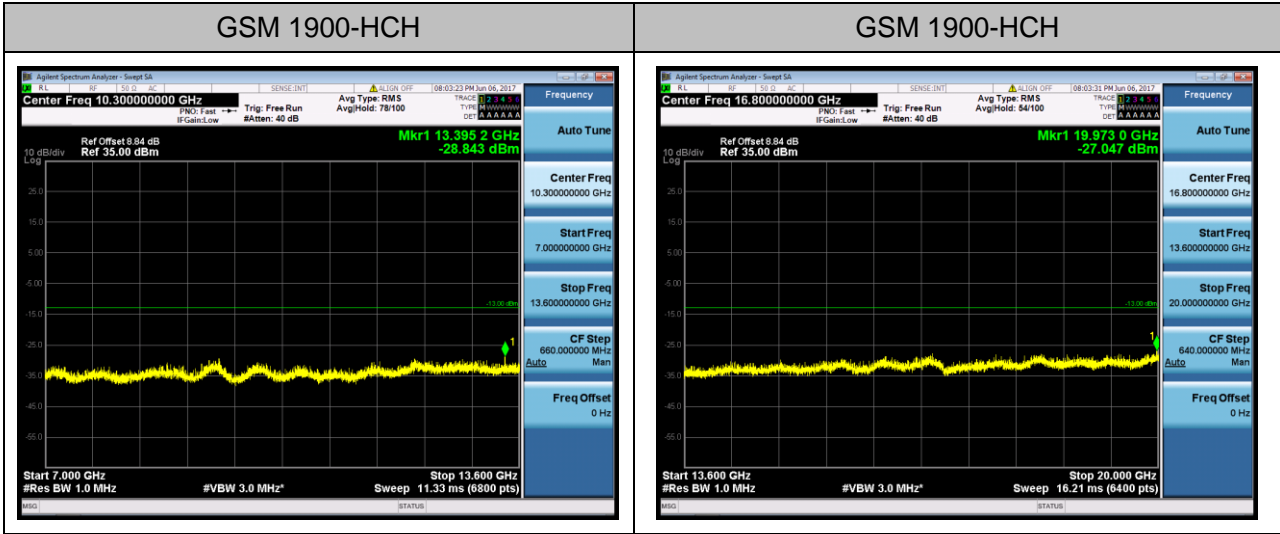 GSM 1900-HCH
GSM 1900-HCH
Agilent Spectrum Analyzer - Swept SA
RL RF 50 Ω AC SENSE:INT ALIGN OFF 08:03:23 PM Jun 06, 2017
Center Freq 10.300000000 GHz
PNO: Fast
IFGain:Low
Trig: Free Run
#Atten: 40 dB
Avg Type: RMS
Avg|Hold: 78/100
TRACE 1 2 3 4 5 6
TYPE M W W W W W
DET A A A A A A
Mkr1 13.395 2 GHz
-28.843 dBm
Ref Offset 8.84 dB
10 dB/div Ref 35.00 dBm
Log
25.0
15.0
5.00
-5.00
-13.00 dBm
-15.0
-25.0
1
-35.0
-45.0
-55.0
Start 7.000 GHz Stop 13.600 GHz
#Res BW 1.0 MHz #VBW 3.0 MHz* Sweep 11.33 ms (6800 pts)
MSG STATUS
Frequency
Auto Tune
Center Freq
10.300000000 GHz
Start Freq
7.000000000 GHz
Stop Freq
13.600000000 GHz
CF Step
660.000000 MHz
Auto Man
Freq Offset
0 Hz
Agilent Spectrum Analyzer - Swept SA
RL RF 50 Ω AC SENSE:INT ALIGN OFF 08:03:31 PM Jun 06, 2017
Center Freq 16.800000000 GHz
PNO: Fast
IFGain:Low
Trig: Free Run
#Atten: 40 dB
Avg Type: RMS
Avg|Hold: 54/100
TRACE 1 2 3 4 5 6
TYPE M W W W W W
DET A A A A A A
Mkr1 19.973 0 GHz
-27.047 dBm
Ref Offset 8.84 dB
10 dB/div Ref 35.00 dBm
Log
25.0
15.0
5.00
-5.00
-13.00 dBm
-15.0
-25.0
1
-35.0
-45.0
-55.0
Start 13.600 GHz Stop 20.000 GHz
#Res BW 1.0 MHz #VBW 3.0 MHz* Sweep 16.21 ms (6400 pts)
MSG STATUS
Frequency
Auto Tune
Center Freq
16.800000000 GHz
Start Freq
13.600000000 GHz
Stop Freq
20.000000000 GHz
CF Step
640.000000 MHz
Auto Man
Freq Offset
0 Hz